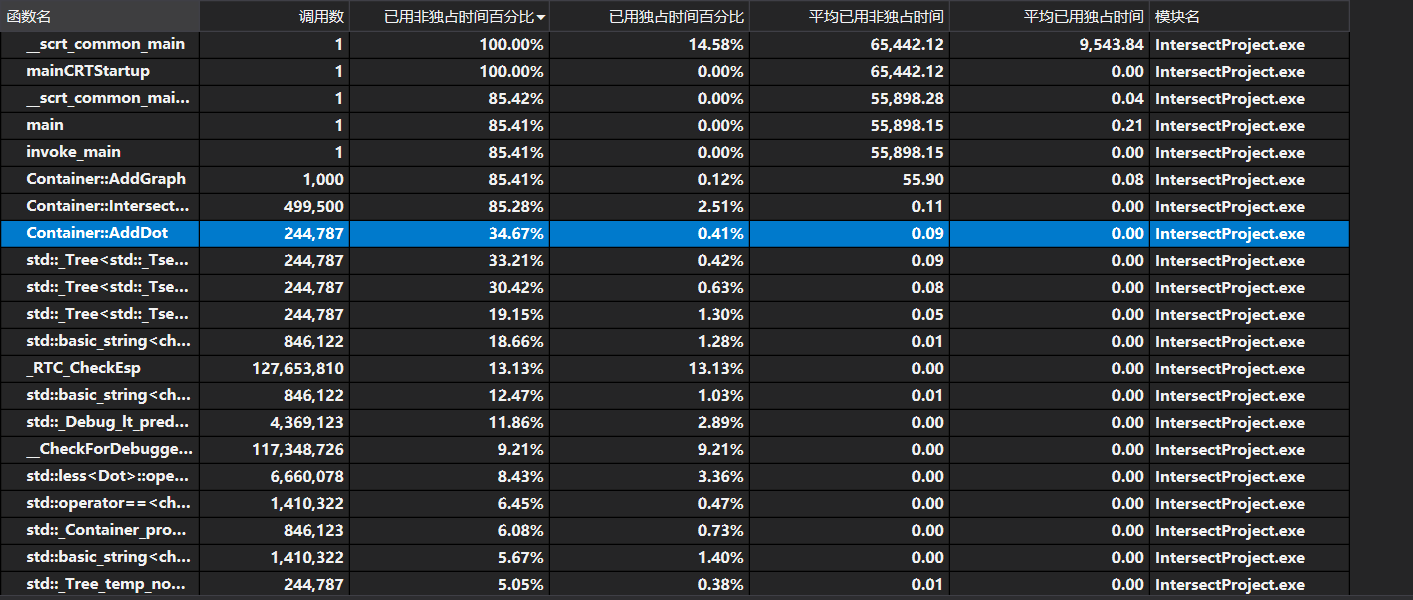 函数名 调用数 已用非独占时间百分比 已用独占时间百分比 平均已用非独占时间 平均已用独占时间 模块名
__scrt_common_main 1 100.00% 14.58% 65,442.12 9,543.84 IntersectProject.exe
mainCRTStartup 1 100.00% 0.00% 65,442.12 0.00 IntersectProject.exe
__scrt_common_mai... 1 85.42% 0.00% 55,898.28 0.04 IntersectProject.exe
main 1 85.41% 0.00% 55,898.15 0.21 IntersectProject.exe
invoke_main 1 85.41% 0.00% 55,898.15 0.00 IntersectProject.exe
Container::AddGraph 1,000 85.41% 0.12% 55.90 0.08 IntersectProject.exe
Container::Intersect... 499,500 85.28% 2.51% 0.11 0.00 IntersectProject.exe
Container::AddDot 244,787 34.67% 0.41% 0.09 0.00 IntersectProject.exe
std::_Tree<std::_Tse... 244,787 33.21% 0.42% 0.09 0.00 IntersectProject.exe
std::_Tree<std::_Tse... 244,787 30.42% 0.63% 0.08 0.00 IntersectProject.exe
std::_Tree<std::_Tse... 244,787 19.15% 1.30% 0.05 0.00 IntersectProject.exe
std::basic_string<ch... 846,122 18.66% 1.28% 0.01 0.00 IntersectProject.exe
_RTC_CheckEsp 127,653,810 13.13% 13.13% 0.00 0.00 IntersectProject.exe
std::basic_string<ch... 846,122 12.47% 1.03% 0.01 0.00 IntersectProject.exe
std::_Debug_lt_pred... 4,369,123 11.86% 2.89% 0.00 0.00 IntersectProject.exe
__CheckForDebugge... 117,348,726 9.21% 9.21% 0.00 0.00 IntersectProject.exe
std::less<Dot>::ope... 6,660,078 8.43% 3.36% 0.00 0.00 IntersectProject.exe
std::operator==<ch... 1,410,322 6.45% 0.47% 0.00 0.00 IntersectProject.exe
std::_Container_pro... 846,123 6.08% 0.73% 0.00 0.00 IntersectProject.exe
std::basic_string<ch... 1,410,322 5.67% 1.40% 0.00 0.00 IntersectProject.exe
std::_Tree_temp_no... 244,787 5.05% 0.38% 0.01 0.00 IntersectProject.exe